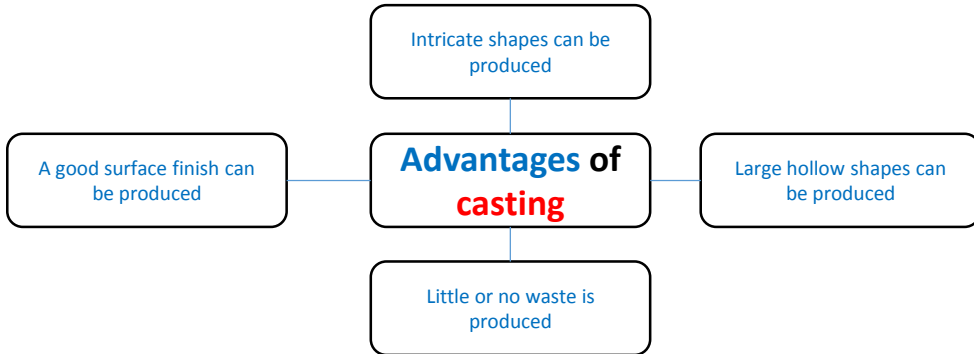 Intricate shapes can be
produced
A good surface finish can
be produced
Advantages of
casting
Large hollow shapes can
be produced
Little or no waste is
produced